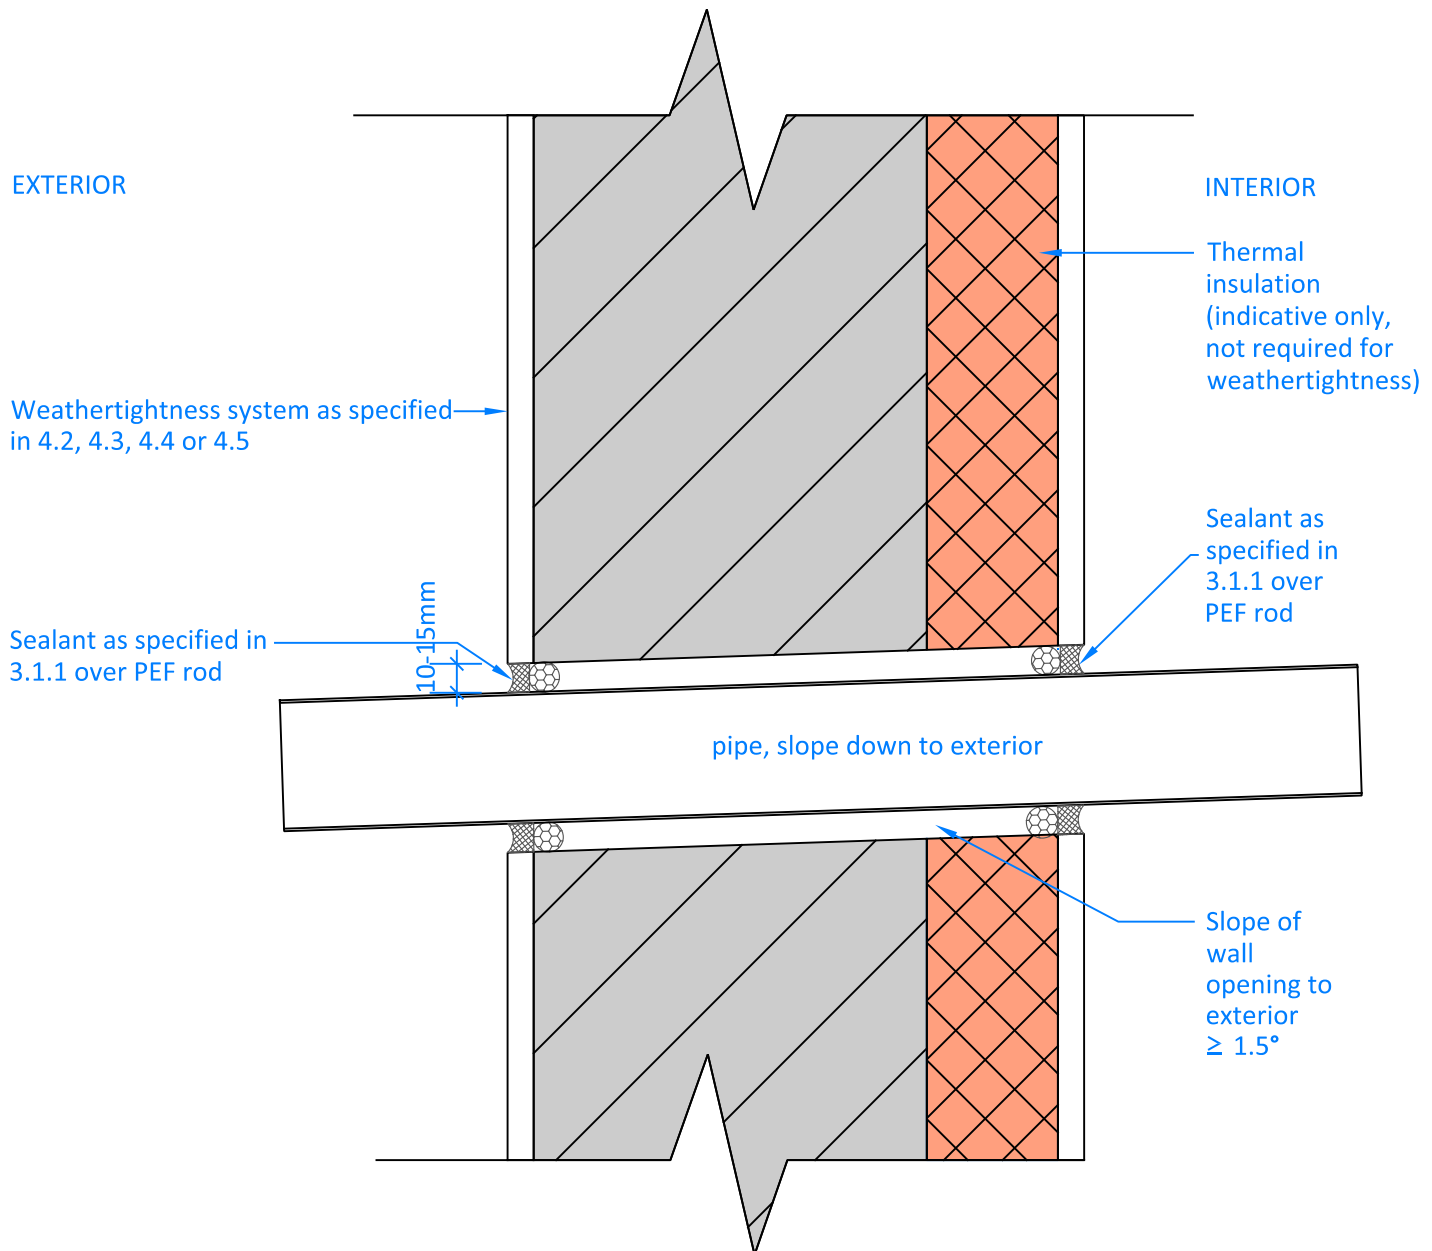 EXTERIOR
INTERIOR
Thermal
insulation
(indicative only,
not required for
weathertightness)
Weathertightness system as specified
in 4.2, 4.3, 4.4 or 4.5
Sealant as
specified in
3.1.1 over
PEF rod
10-15mm
Sealant as specified in
3.1.1 over PEF rod
pipe, slope down to exterior
Slope of
wall
opening to
exterior
≥ 1.5°